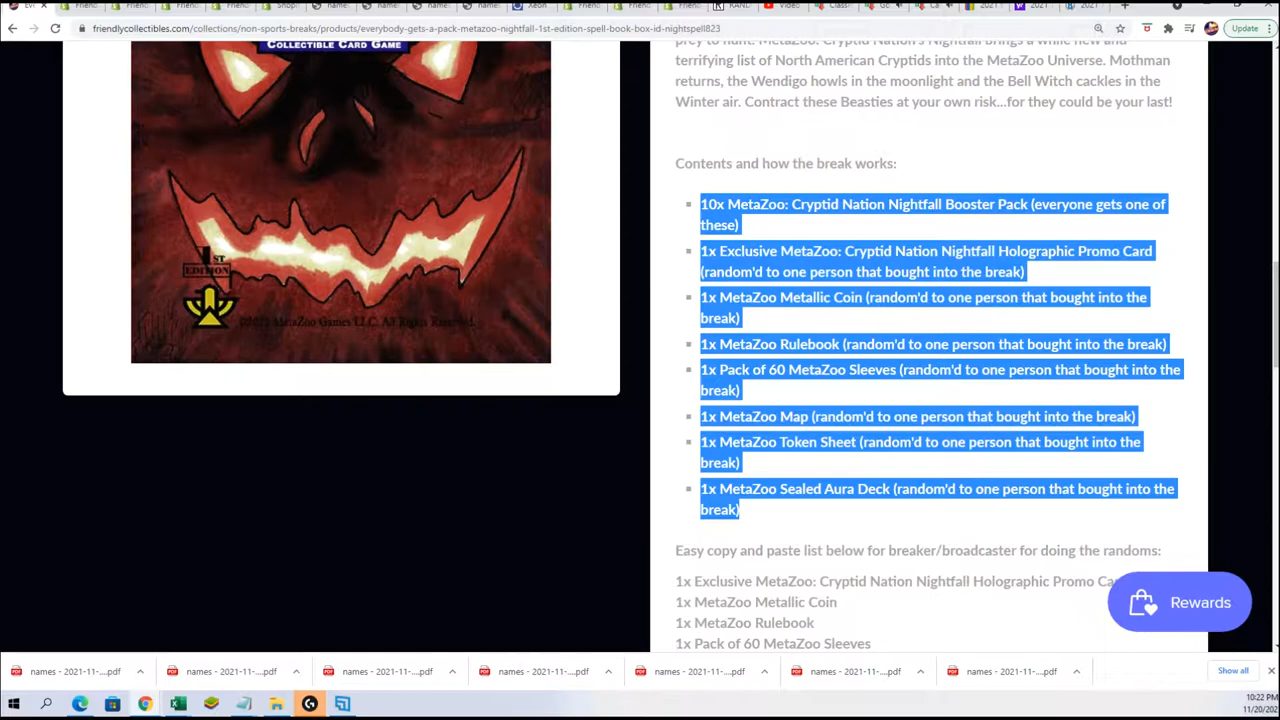 friendlycollectibles.com/collections/non-sports-breaks/products/everybody-gets-a-pack-metazoo-nightfall-1st-edition-spell-book-box-id-nightspell823
Update
COLLECTIBLE CARD GAME
1ST
EDITION
MetaZoo Games LLC. All Rights Reserved.
terrifying list of North American Cryptids into the MetaZoo Universe. Mothman
returns, the Wendigo howls in the moonlight and the Bell Witch cackles in the
Winter air. Contract these Beasties at your own risk...for they could be your last!
Contents and how the break works:
10x MetaZoo: Cryptid Nation Nightfall Booster Pack (everyone gets one of
these)
1x Exclusive MetaZoo: Cryptid Nation Nightfall Holographic Promo Card
(random'd to one person that bought into the break)
1x MetaZoo Metallic Coin (random'd to one person that bought into the
break)
1x MetaZoo Rulebook (random'd to one person that bought into the break)
1x Pack of 60 MetaZoo Sleeves (random'd to one person that bought into the
break)
1x MetaZoo Map (random'd to one person that bought into the break)
1x MetaZoo Token Sheet (random'd to one person that bought into the
break)
1x MetaZoo Sealed Aura Deck (random'd to one person that bought into the
break)
Easy copy and paste list below for breaker/broadcaster for doing the randoms:
1x Exclusive MetaZoo: Cryptid Nation Nightfall Holographic Promo
1x MetaZoo Metallic Coin
1x MetaZoo Rulebook
1x Pack of 60 MetaZoo Sleeves
Rewards
names - 2021-11-....pdf
names - 2021-11-....pdf
names - 2021-11-....pdf
names - 2021-11-....pdf
names - 2021-11-....pdf
names - 2021-11-....pdf
names - 2021-11-....pdf
Show all
10:22 PM
11/20/202